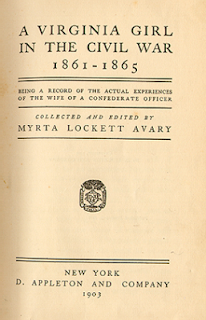 A VIRGINIA GIRL
IN THE CIVIL WAR
1861-1865
BEING A RECORD OF THE ACTUAL EXPERIENCES
OF THE WIFE OF A CONFEDERATE OFFICER
COLLECTED AND EDITED BY
MYRTA LOCKETT AVARY
NEW YORK
D. APPLETON AND COMPANY
1903